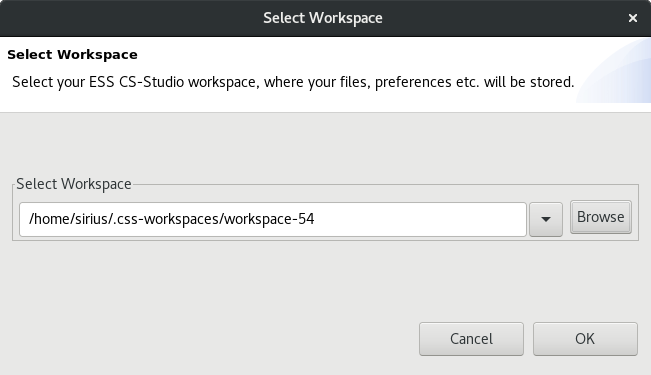 Select Workspace
Select Workspace
Select your ESS CS-Studio workspace, where your files, preferences etc. will be stored.
Select Workspace
/home/sirius/.css-workspaces/workspace-54
Browse
Cancel
OK